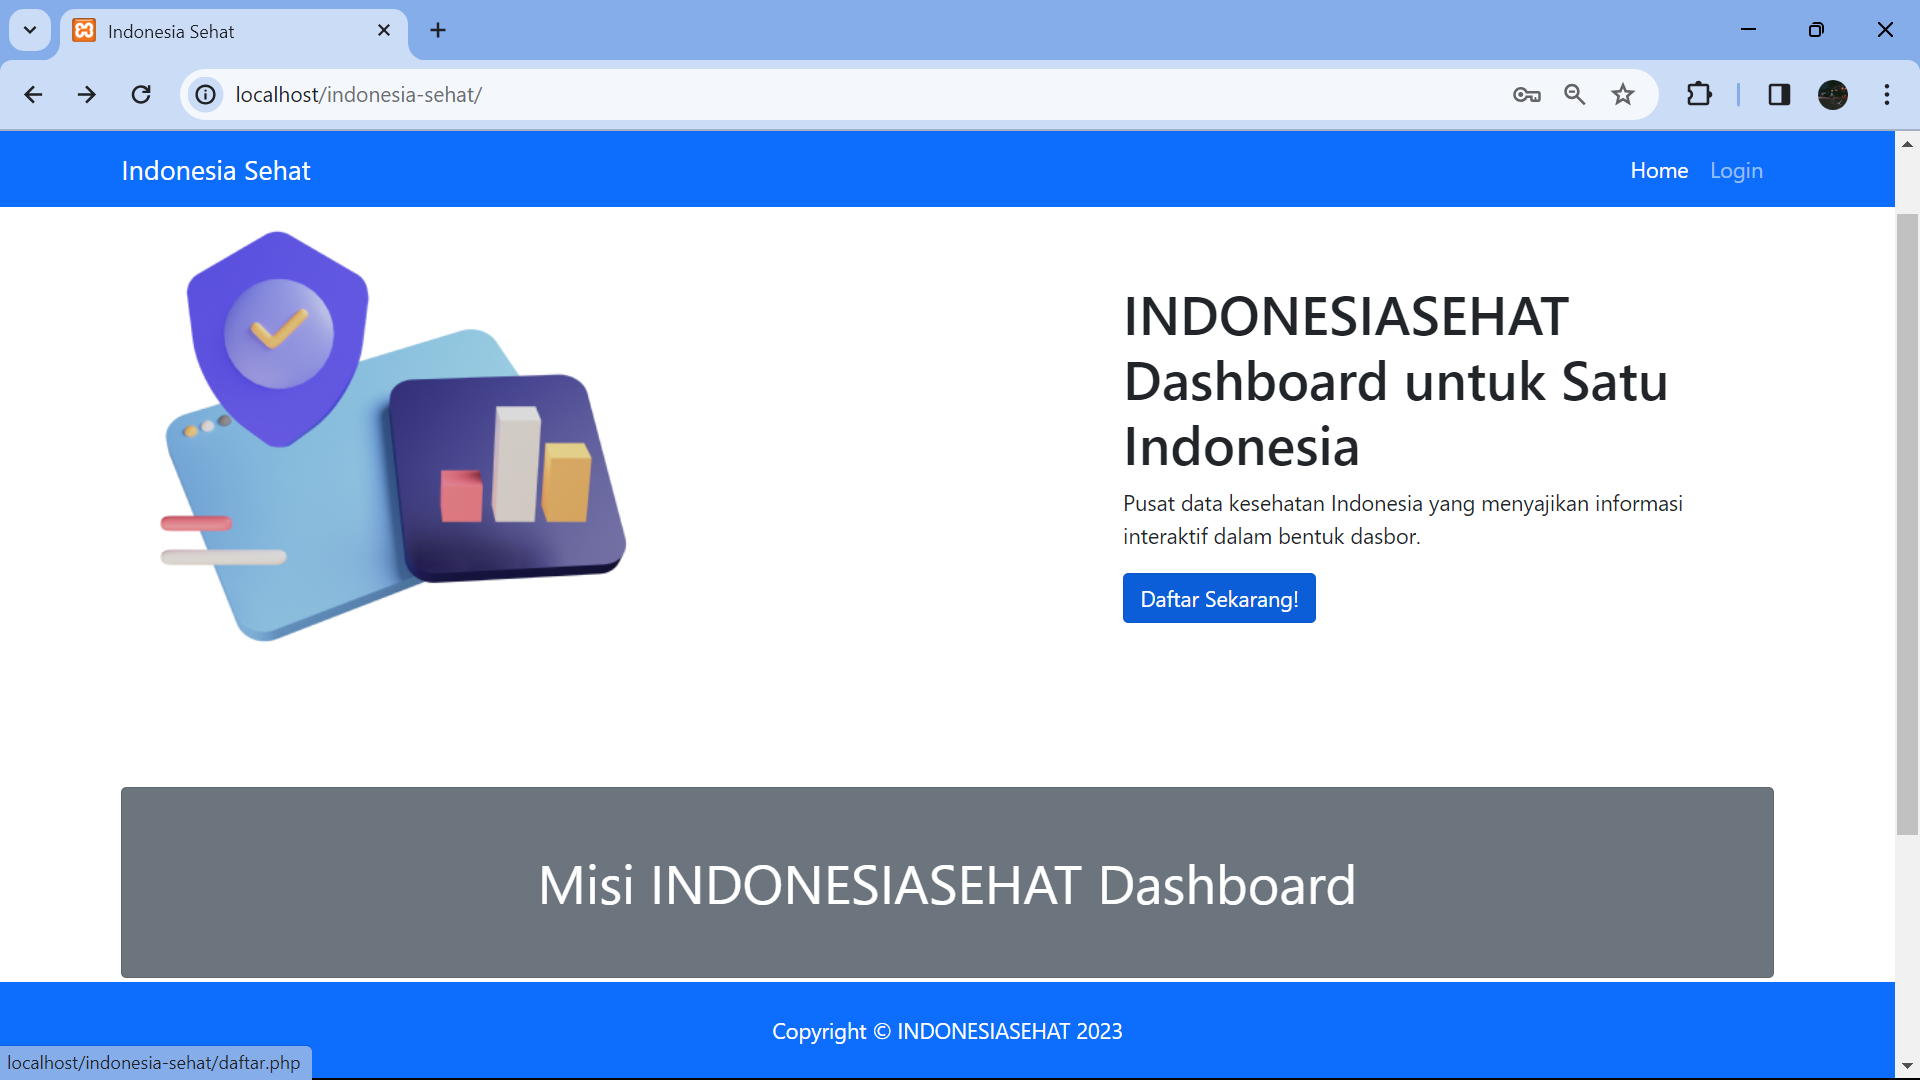 Indonesia Sehat
localhost/indonesia-sehat/
Indonesia Sehat
Home Login
INDONESIASEHAT
Dashboard untuk Satu
Indonesia
Pusat data kesehatan Indonesia yang menyajikan informasi
interaktif dalam bentuk dasbor.
Daftar Sekarang!
Misi INDONESIASEHAT Dashboard
Copyright © INDONESIASEHAT 2023
localhost/indonesia-sehat/daftar.php